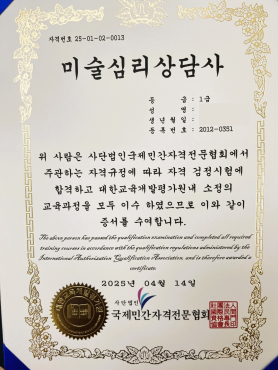 자격번호 25-01-02-0013
미술심리상담사
등 급 : 1급
성 명 :
생 년 월 일 :
등 록 번 호 : 2012-0351
위 사람은 사단법인국제민간자격전문협회에서
주관하는 자격규정에 따라 자격 검정시험에
합격하고 대한교육개발평가원내 소정의
교육과정을 모두 이수 하였으므로 이와 같이
증서를 수여합니다.
The above person has passed the qualification examination and completed all required
training courses in accordance with the qualification regulations administered by the
International Authorization Qualification Association, and is therefore awarded a
certificate.
2025년 04월 14일
사단법인 국제민간자격전문협회